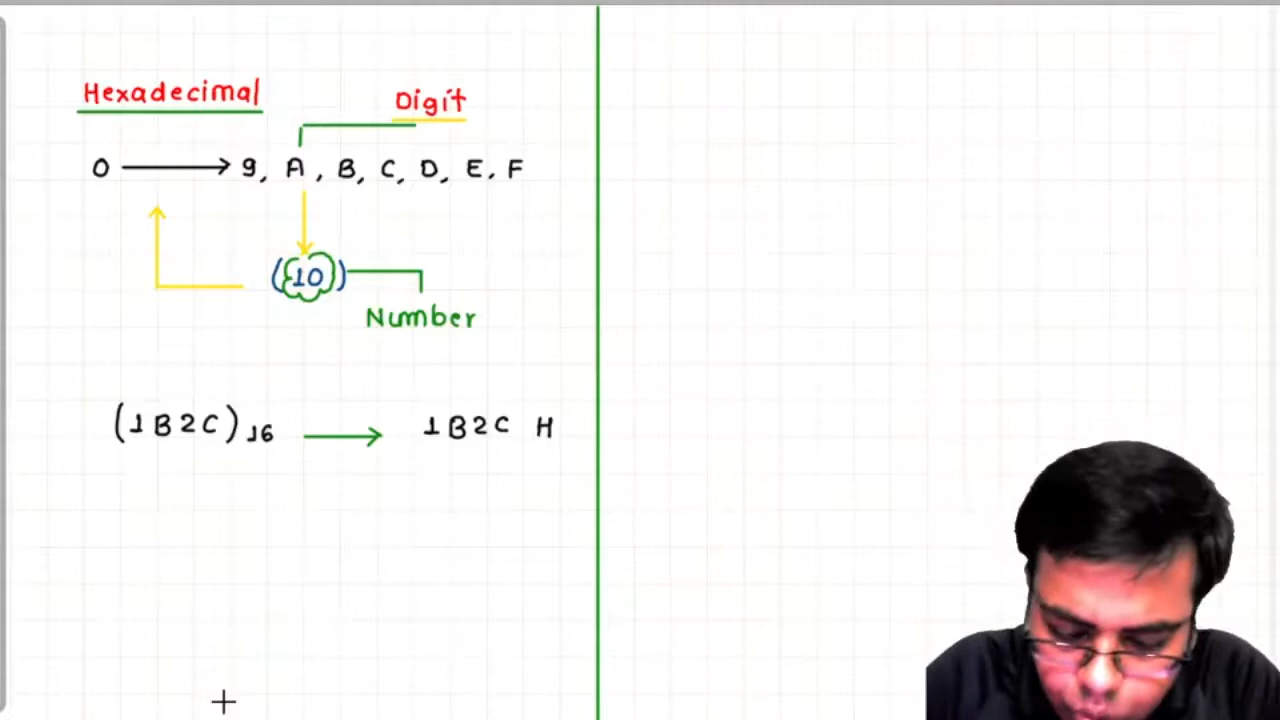 Hexadecimal
Digit
0 ⟶ 9, A, B, C, D, E, F
(10)
Number
(1B2C)₁₆ ⟶ 1B2C H